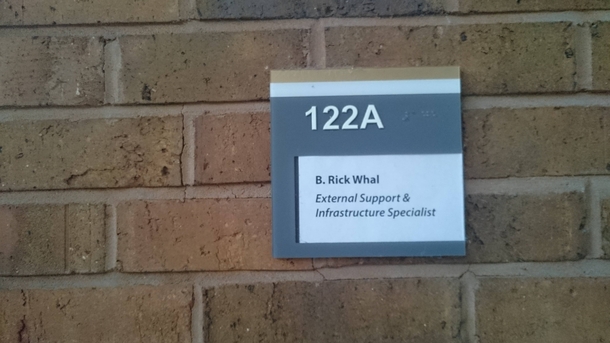 122A
B. Rick Whal
External Support &
Infrastructure Specialist